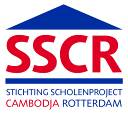 SSCR
STICHTING SCHOLENPROJECT
CAMBODJA ROTTERDAM